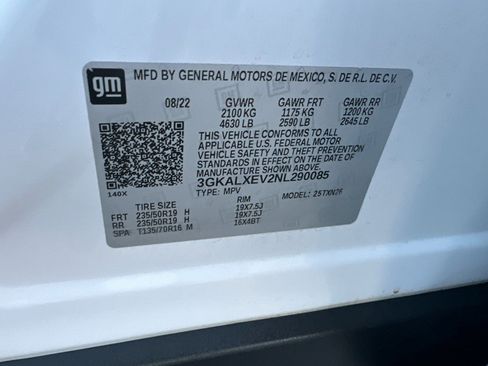 gm
MFD BY GENERAL MOTORS DE MEXICO, S. DE R.L. DE C.V.
08/22 GVWR GAWR FRT GAWR RR
2100 KG 1175 KG 1200 KG
4630 LB 2590 LB 2645 LB
THIS VEHICLE CONFORMS TO ALL
APPLICABLE U.S. FEDERAL MOTOR
VEHICLE SAFETY, BUMPER, AND THEFT
PREVENTION STANDARDS IN EFFECT ON
THE DATE OF MANUFACTURE SHOWN ABOVE.
3GKALXEV2NL290085
TYPE: MPV MODEL: 25TXN26
140X
TIRE SIZE RIM
FRT 235/50R19 H 19X7.5J
RR 235/50R19 H 19X7.5J
SPA T135/70R16 M 16X4BT